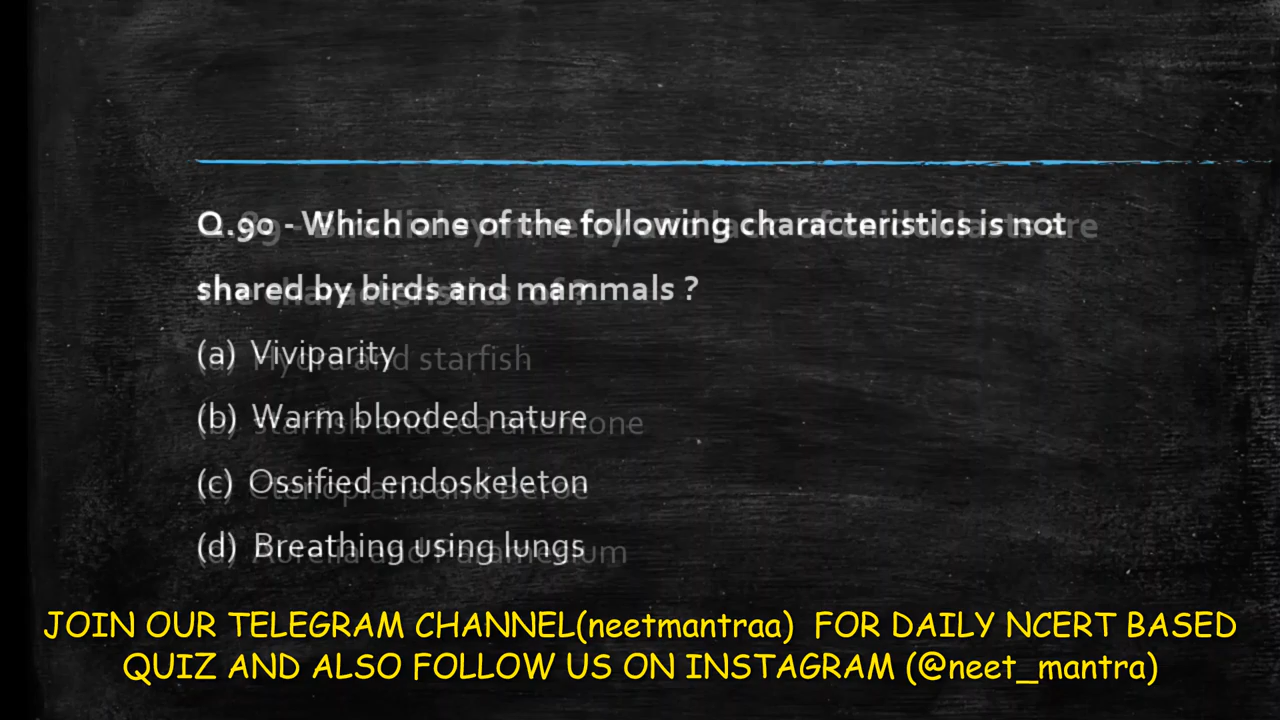 Q.90 - Which one of the following characteristics is not
shared by birds and mammals ?
(a) Viviparity
(b) Warm blooded nature
(c) Ossified endoskeleton
(d) Breathing using lungs
JOIN OUR TELEGRAM CHANNEL(neetmantraa) FOR DAILY NCERT BASED
QUIZ AND ALSO FOLLOW US ON INSTAGRAM (@neet_mantra)